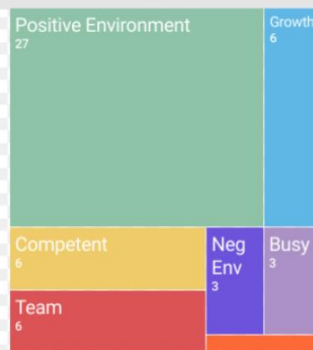 Positive Environment
27
Growth
6
Competent
6
Neg
Env
3
Busy
3
Team
6